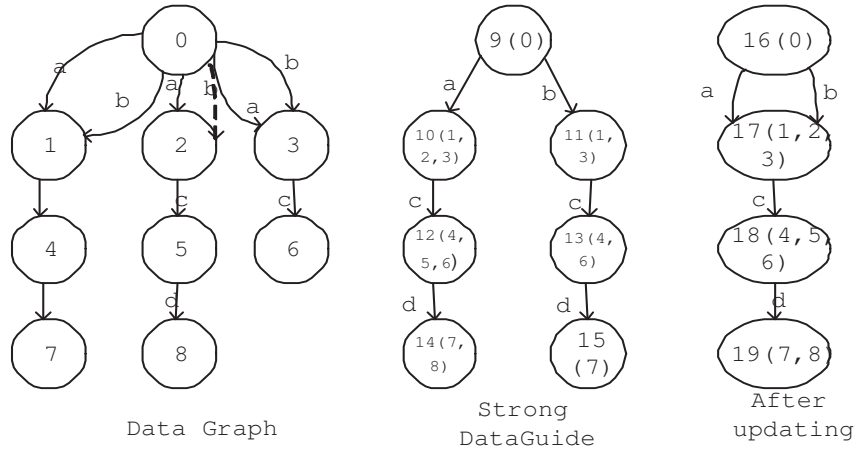 0
a
b
a
b
a
b
1
2
3
c
c
4
5
6
d
7
8
Data Graph
9(0)
a
b
10(1,
2,3)
11(1,
3)
c
c
12(4,
5,6)
13(4,
6)
d
d
14(7,
8)
15
(7)
Strong
DataGuide
16(0)
a
b
17(1,2,
3)
c
18(4,5,
6)
d
19(7,8)
After
updating